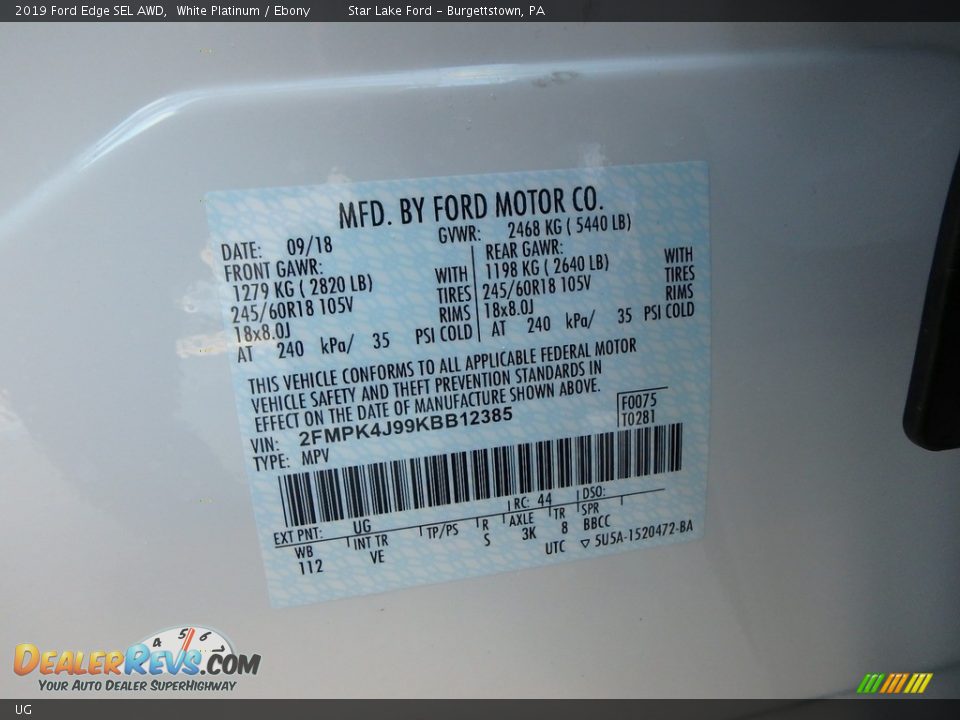 2019 Ford Edge SEL AWD, White Platinum / Ebony Star Lake Ford - Burgettstown, PA
MFD. BY FORD MOTOR CO.
DATE: 09/18 GVWR: 2468 KG ( 5440 LB)
FRONT GAWR: REAR GAWR:
1279 KG ( 2820 LB) WITH 1198 KG ( 2640 LB) WITH
245/60R18 105V TIRES 245/60R18 105V TIRES
18x8.0J RIMS 18x8.0J RIMS
AT 240 kPa/ 35 PSI COLD AT 240 kPa/ 35 PSI COLD
THIS VEHICLE CONFORMS TO ALL APPLICABLE FEDERAL MOTOR
VEHICLE SAFETY AND THEFT PREVENTION STANDARDS IN
EFFECT ON THE DATE OF MANUFACTURE SHOWN ABOVE.
VIN: 2FMPK4J99KBB12385 F0075
TYPE: MPV T0281
EXT PNT: UG RC: 44 DSO:
WB INT TR TP/PS R AXLE TR SPR
112 VE S 3K 8 BBCC
UTC ▽ 5U5A-1520472-BA
4 5 6
DEALERREVS.COM
YOUR AUTO DEALER SUPERHIGHWAY
UG